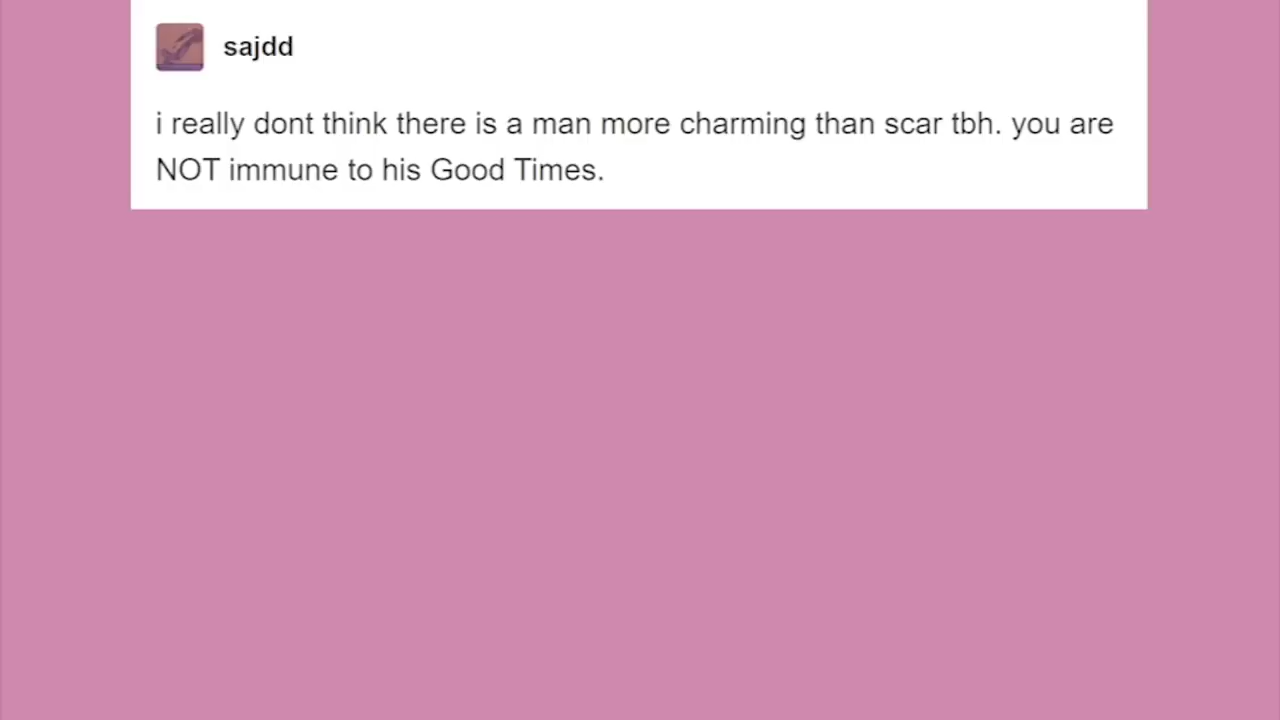 sajdd
i really dont think there is a man more charming than scar tbh. you are
NOT immune to his Good Times.